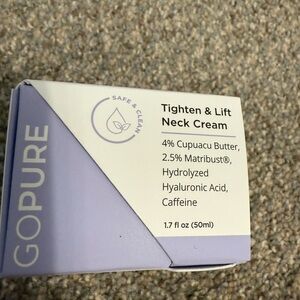 GOPURE
SAFE & CLEAN
Tighten & Lift
Neck Cream
4% Cupuacu Butter,
2.5% Matribust®,
Hydrolyzed
Hyaluronic Acid,
Caffeine
1.7 fl oz (50ml)